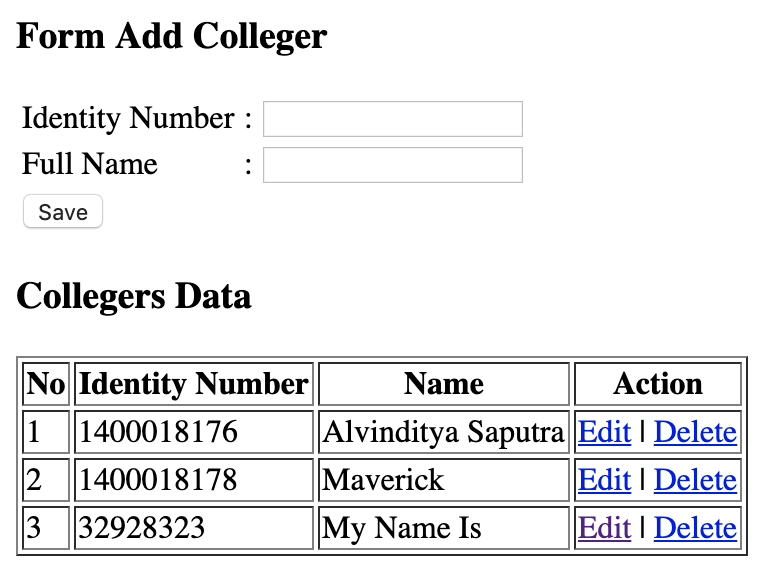 Form Add Colleger
Identity Number :
Full Name :
Save
Collegers Data
No Identity Number Name Action
1 1400018176 Alvinditya Saputra Edit | Delete
2 1400018178 Maverick Edit | Delete
3 32928323 My Name Is Edit | Delete